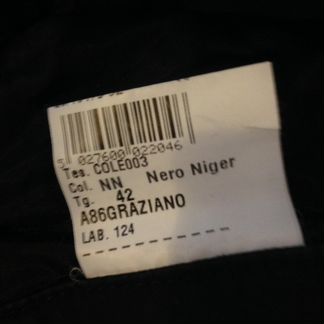 5 027600 022046
Tes. COLE003
Col. NN Nero Niger
Tg. 42
A86GRAZIANO
LAB. 124